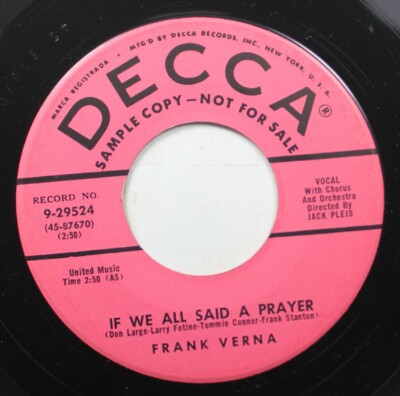 MARCA REGISTRADA • MF'D BY DECCA RECORDS, INC., NEW YORK, U.S.A.
DECCA®
SAMPLE COPY—NOT FOR SALE
RECORD NO.
9-29524
(45-87670)
(2:50)
VOCAL
With Chorus
And Orchestra
Directed By
JACK PLEIS
United Music
Time 2:50 (AS)
IF WE ALL SAID A PRAYER
(Don Large-Larry Fotine-Tommie Connor-Frank Stanton)
FRANK VERNA